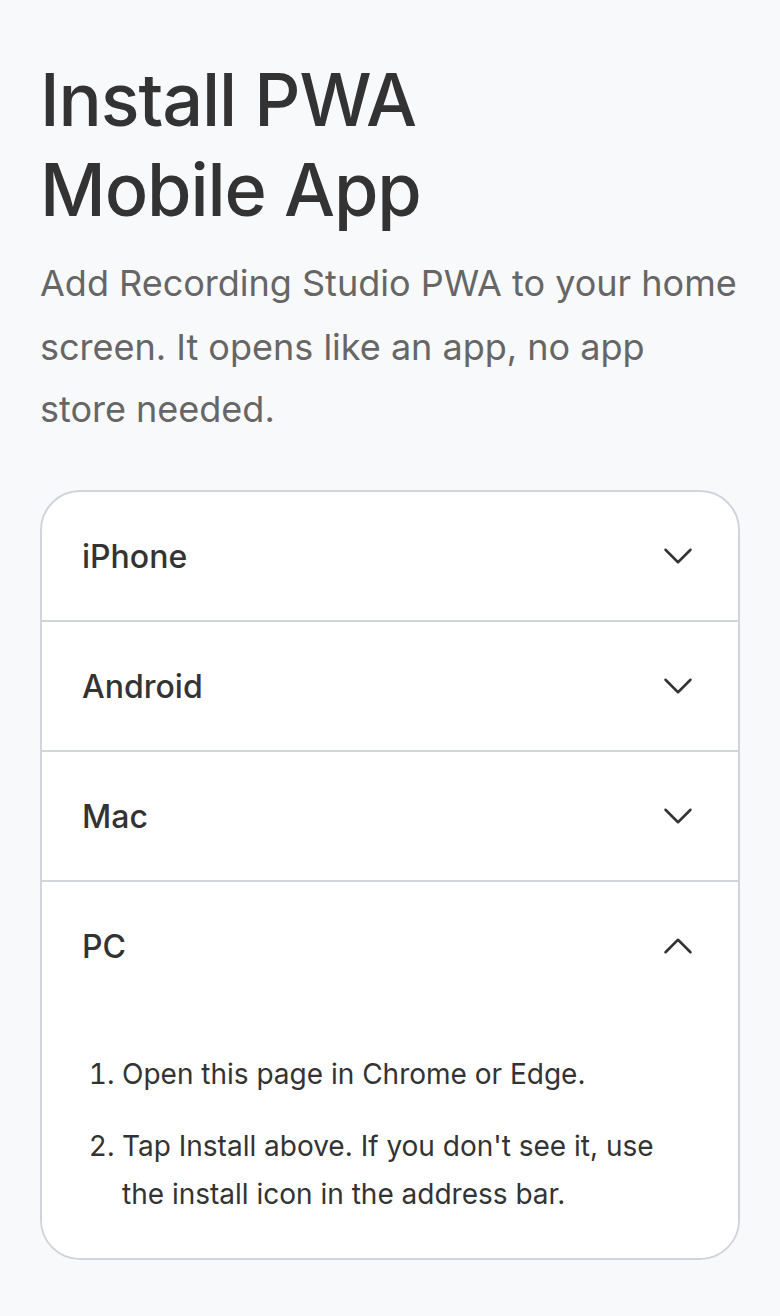 Install PWA
Mobile App
Add Recording Studio PWA to your home
screen. It opens like an app, no app
store needed.
iPhone
Android
Mac
PC
1. Open this page in Chrome or Edge.
2. Tap Install above. If you don't see it, use
the install icon in the address bar.